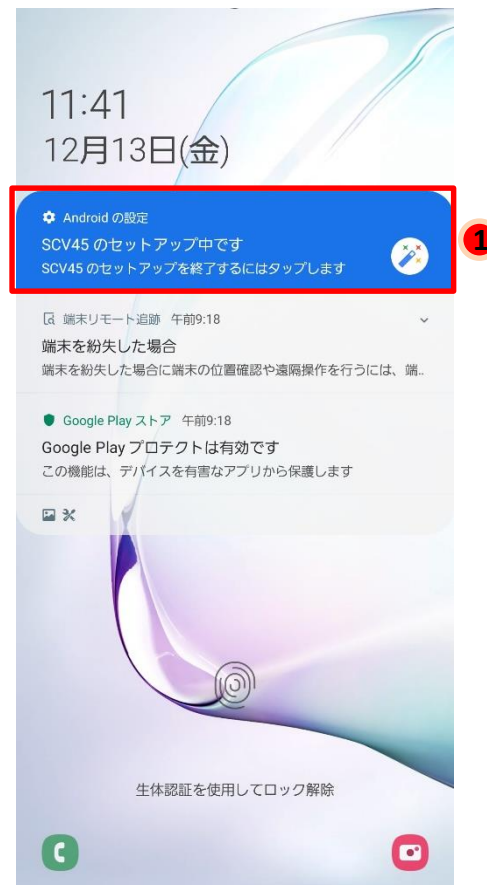 11:41
12月13日(金)
Android の設定
SCV45 のセットアップ中です
SCV45 のセットアップを終了するにはタップします
1
端末リモート追跡 午前9:18
端末を紛失した場合
端末を紛失した場合に端末の位置確認や遠隔操作を行うには、端..
Google Play ストア 午前9:18
Google Play プロテクトは有効です
この機能は、デバイスを有害なアプリから保護します
生体認証を使用してロック解除